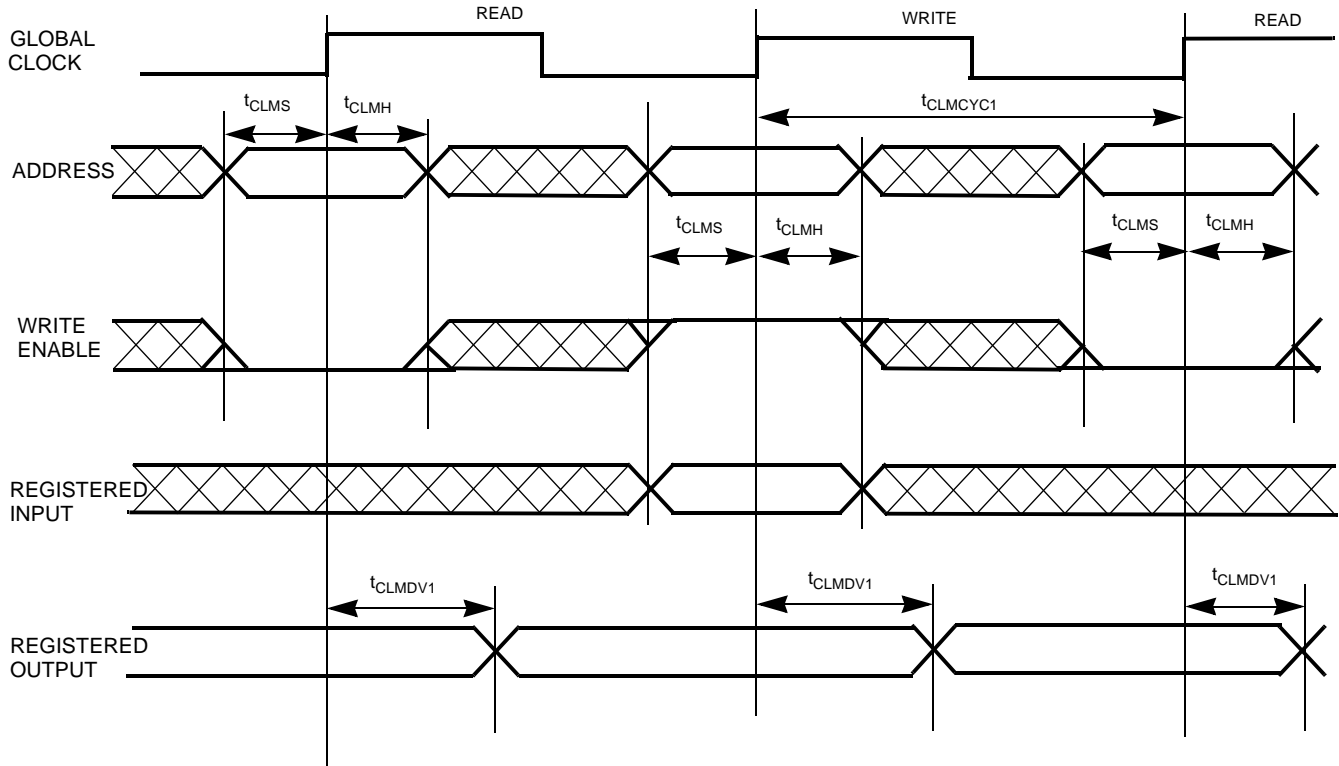 READ
WRITE
READ
GLOBAL
CLOCK
tCLMS
tCLMH
tCLMCYC1
ADDRESS
tCLMS
tCLMH
tCLMS
tCLMH
WRITE
ENABLE
REGISTERED
INPUT
tCLMDV1
tCLMDV1
tCLMDV1
REGISTERED
OUTPUT